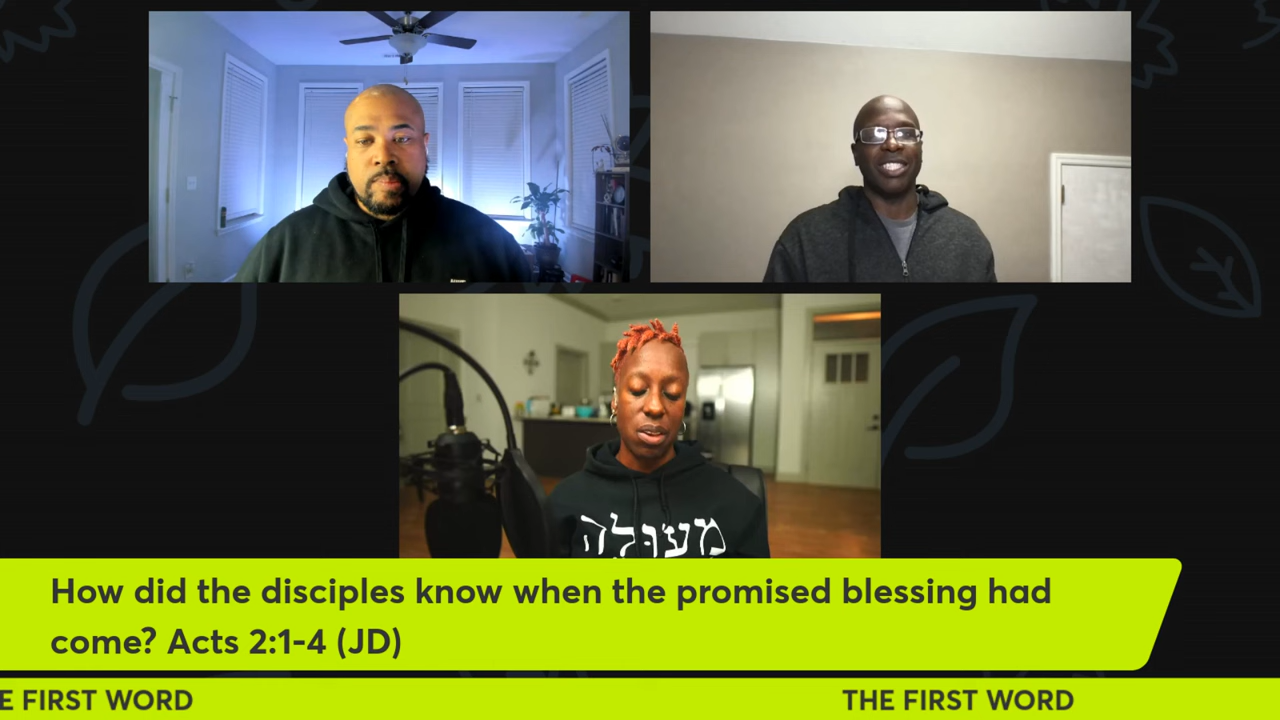 מעולה
How did the disciples know when the promised blessing had
come? Acts 2:1-4 (JD)
E FIRST WORD
THE FIRST WORD